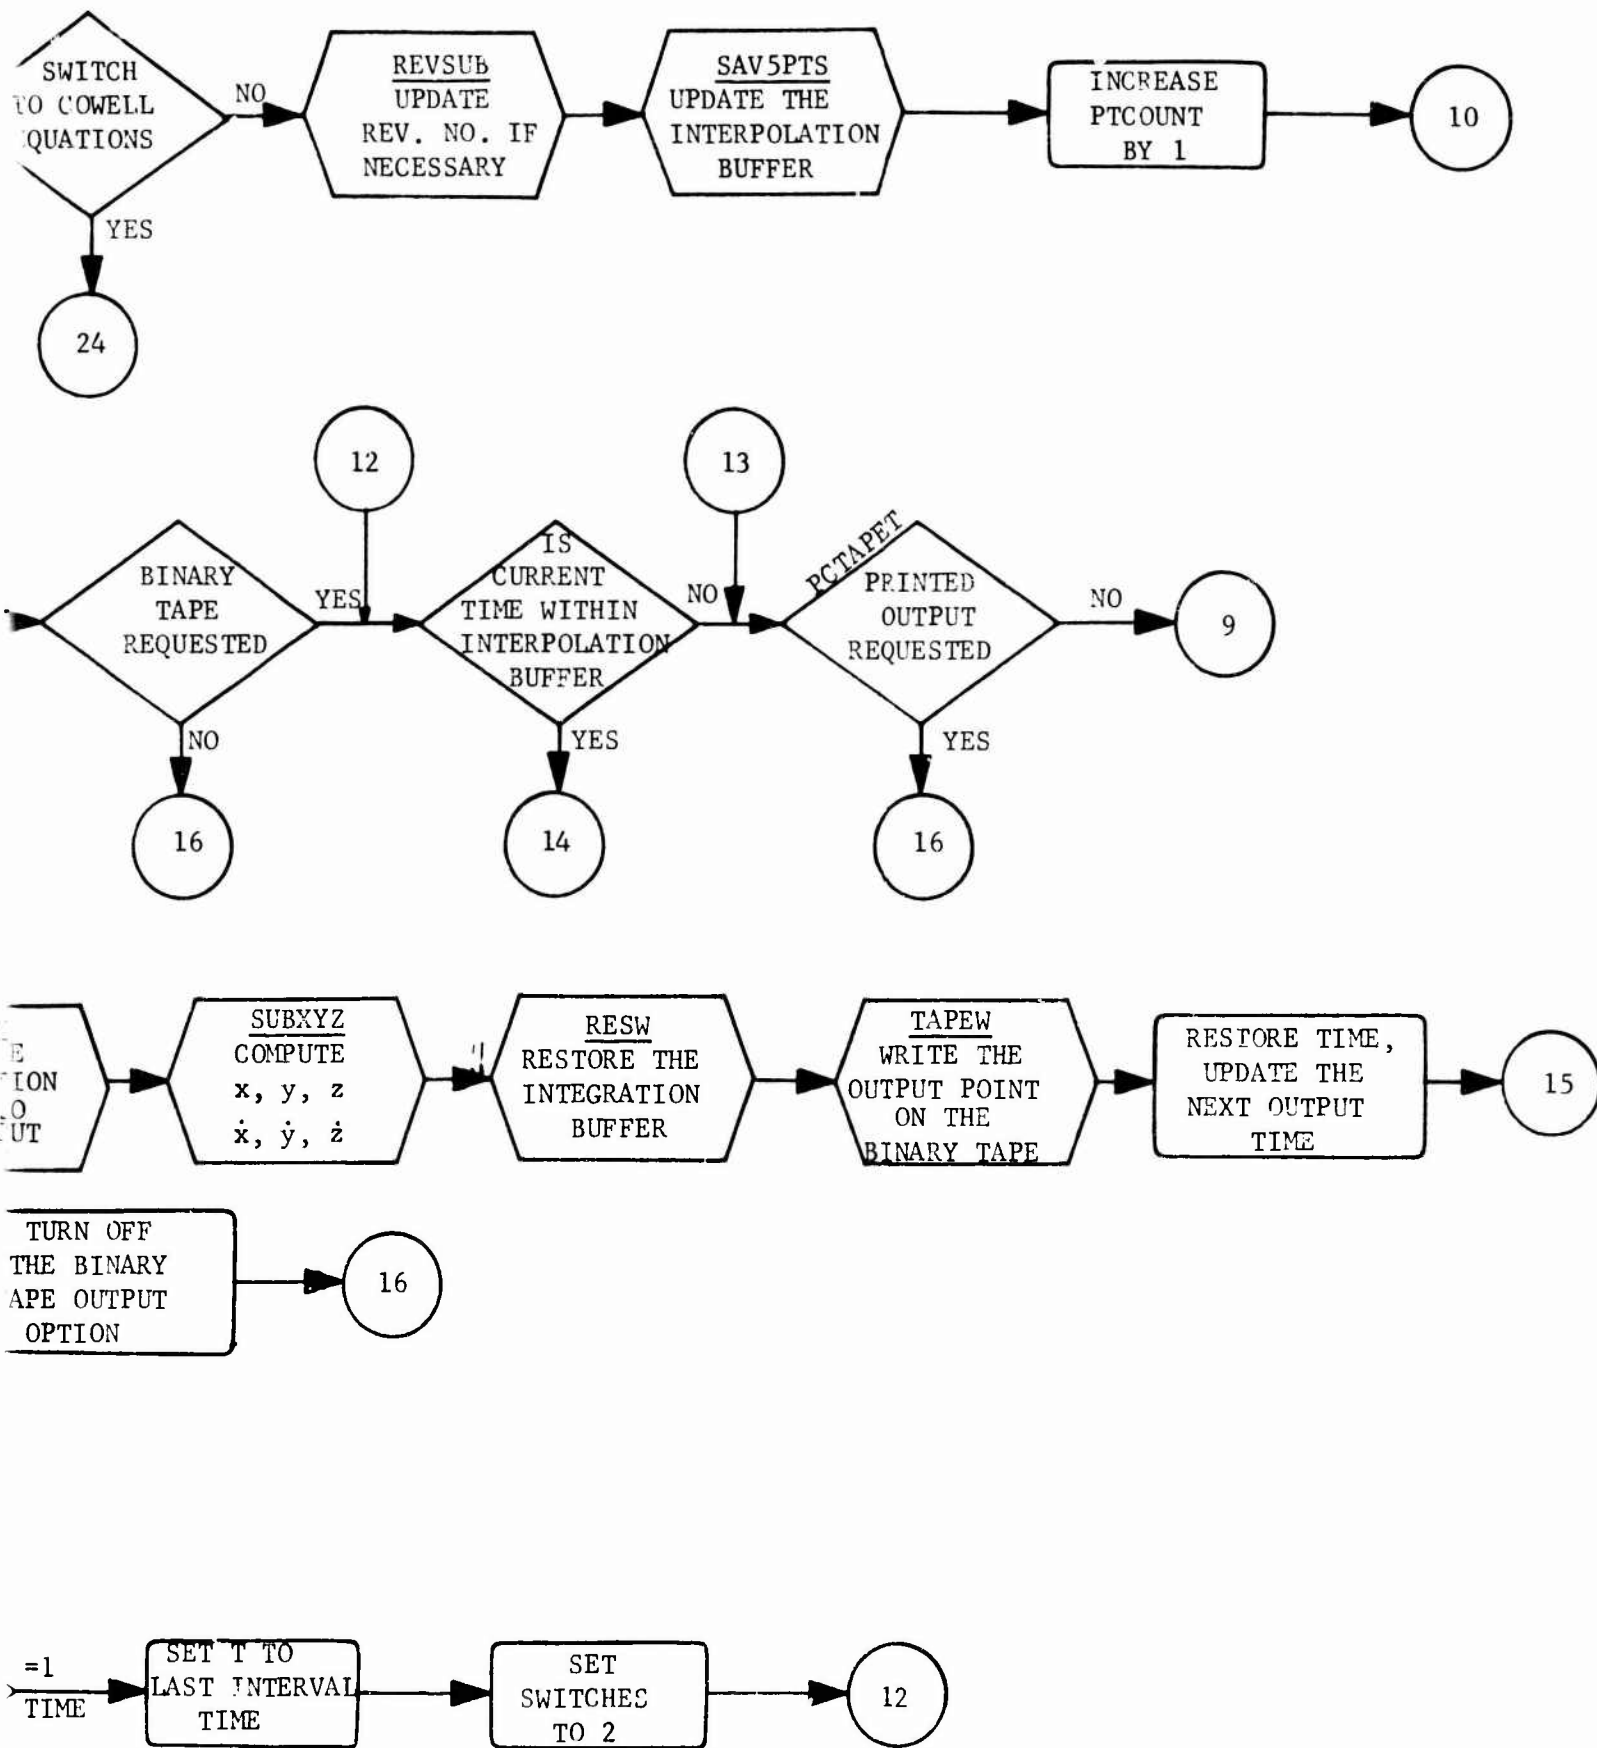 SWITCH
TO COWELL
QUATIONS
NO
YES
24
REVSUB
UPDATE
REV. NO. IF
NECESSARY
SAV5PTS
UPDATE THE
INTERPOLATION
BUFFER
INCREASE
PTCOUNT
BY 1
10
12
13
BINARY
TAPE
REQUESTED
YES
NO
16
IS
CURRENT
TIME WITHIN
INTERPOLATION
BUFFER
NO
YES
14
PCTAPET
PRINTED
OUTPUT
REQUESTED
NO
9
YES
16
E
TION
O
UT
SUBXYZ
COMPUTE
x, y, z
ẋ, ẏ, ż
RESW
RESTORE THE
INTEGRATION
BUFFER
TAPEW
WRITE THE
OUTPUT POINT
ON THE
BINARY TAPE
RESTORE TIME,
UPDATE THE
NEXT OUTPUT
TIME
15
TURN OFF
THE BINARY
APE OUTPUT
OPTION
16
=1
TIME
SET T TO
LAST INTERVAL
TIME
SET
SWITCHES
TO 2
12